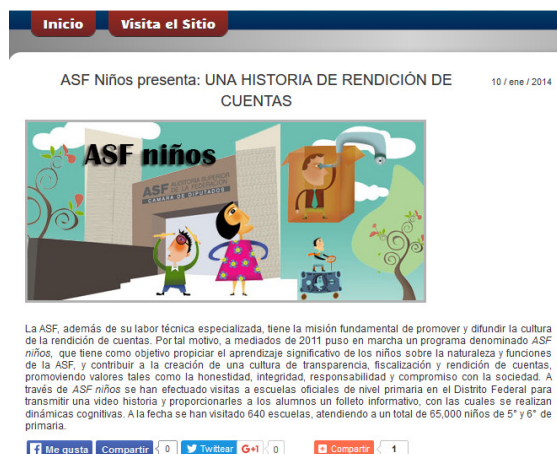 Inicio Visita el Sitio
ASF Niños presenta: UNA HISTORIA DE RENDICIÓN DE
CUENTAS
10 / ene / 2014
ASF niños
ASF AUDITORÍA SUPERIOR
DE LA FEDERACIÓN
CÁMARA DE DIPUTADOS
La ASF, además de su labor técnica especializada, tiene la misión fundamental de promover y difundir la cultura
de la rendición de cuentas. Por tal motivo, a mediados de 2011 puso en marcha un programa denominado ASF
niños, que tiene como objetivo propiciar el aprendizaje significativo de los niños sobre la naturaleza y funciones
de la ASF, y contribuir a la creación de una cultura de transparencia, fiscalización y rendición de cuentas,
promoviendo valores tales como la honestidad, integridad, responsabilidad y compromiso con la sociedad. A
través de ASF niños se han efectuado visitas a escuelas oficiales de nivel primaria en el Distrito Federal para
transmitir una video historia y proporcionarles a los alumnos un folleto informativo, con las cuales se realizan
dinámicas cognitivas. A la fecha se han visitado 640 escuelas, atendiendo a un total de 65,000 niños de 5° y 6° de
primaria.
Me gusta Compartir 0 Twittear G+1 0 Compartir 1